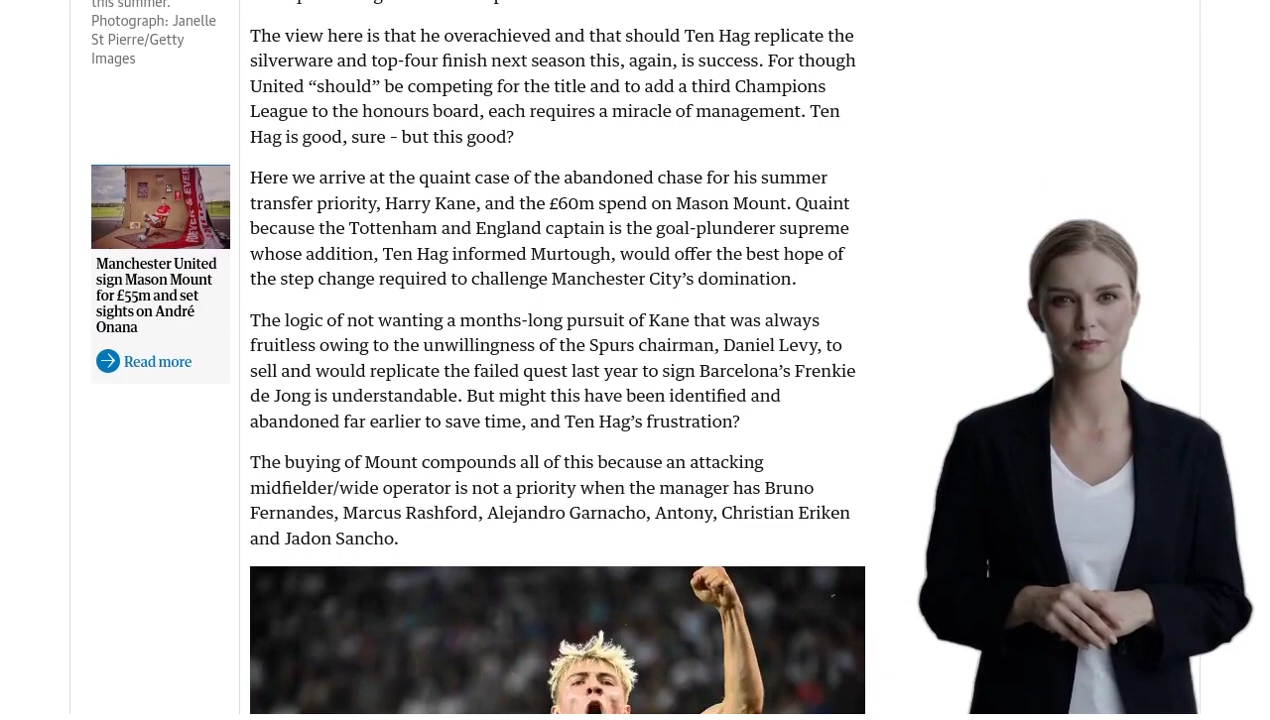 this summer.
Photograph: Janelle
St Pierre/Getty
Images
The view here is that he overachieved and that should Ten Hag replicate the
silverware and top-four finish next season this, again, is success. For though
United “should” be competing for the title and to add a third Champions
League to the honours board, each requires a miracle of management. Ten
Hag is good, sure – but this good?
Manchester United
sign Mason Mount
for £55m and set
sights on André
Onana
Read more
Here we arrive at the quaint case of the abandoned chase for his summer
transfer priority, Harry Kane, and the £60m spend on Mason Mount. Quaint
because the Tottenham and England captain is the goal-plunderer supreme
whose addition, Ten Hag informed Murtough, would offer the best hope of
the step change required to challenge Manchester City’s domination.
The logic of not wanting a months-long pursuit of Kane that was always
fruitless owing to the unwillingness of the Spurs chairman, Daniel Levy, to
sell and would replicate the failed quest last year to sign Barcelona’s Frenkie
de Jong is understandable. But might this have been identified and
abandoned far earlier to save time, and Ten Hag’s frustration?
The buying of Mount compounds all of this because an attacking
midfielder/wide operator is not a priority when the manager has Bruno
Fernandes, Marcus Rashford, Alejandro Garnacho, Antony, Christian Eriken
and Jadon Sancho.